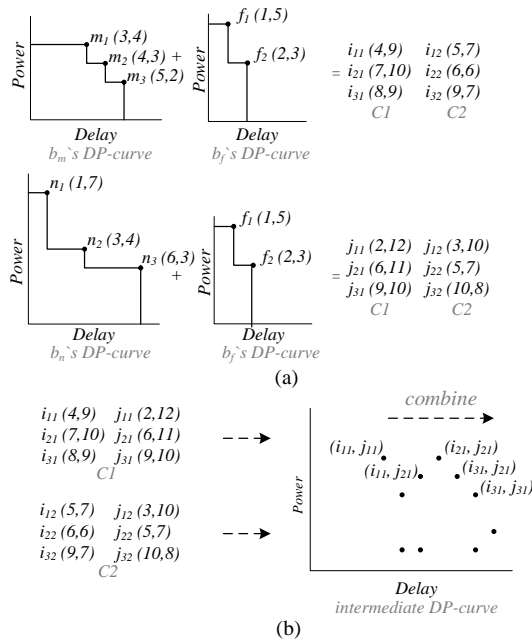 Power
m1 (3,4)
m2 (4,3) +
m3 (5,2)
Delay
bm`s DP-curve
f1 (1,5)
f2 (2,3)
Power
Delay
bf`s DP-curve
= i11 (4,9) i12 (5,7)
i21 (7,10) i22 (6,6)
i31 (8,9) i32 (9,7)
C1 C2
Power
n1 (1,7)
n2 (3,4)
n3 (6,3)
+
Delay
bn`s DP-curve
Power
f1 (1,5)
f2 (2,3)
Delay
bf`s DP-curve
j11 (2,12) j12 (3,10)
= j21 (6,11) j22 (5,7)
j31 (9,10) j32 (10,8)
C1 C2
(a)
i11 (4,9) j11 (2,12)
i21 (7,10) j21 (6,11)
i31 (8,9) j31 (9,10)
C1
i12 (5,7) j12 (3,10)
i22 (6,6) j22 (5,7)
i32 (9,7) j32 (10,8)
C2
combine
(i11, j11) (i21, j21)
(i11, j21) (i31, j21)
(i31, j31)
Power
Delay
intermediate DP-curve
(b)